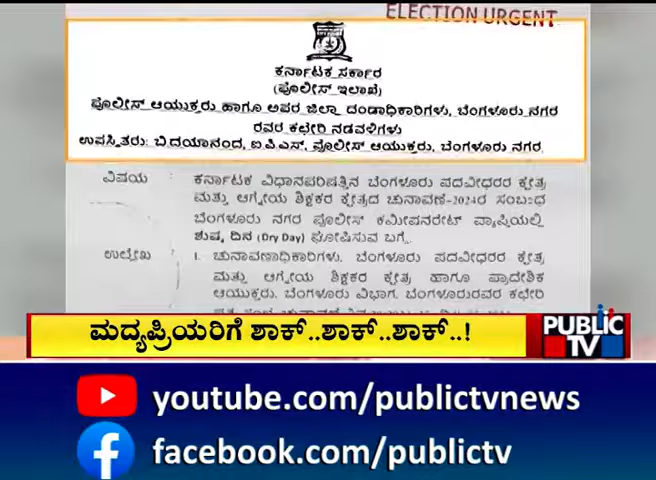 ELECTION URGENT
ಕರ್ನಾಟಕ ಸರ್ಕಾರ
(ಪೊಲೀಸ್ ಇಲಾಖೆ)
ಪೊಲೀಸ್ ಆಯುಕ್ತರು ಹಾಗೂ ಅಪರ ಜಿಲ್ಲಾ ದಂಡಾಧಿಕಾರಿಗಳು, ಬೆಂಗಳೂರು ನಗರ
ರವರ ಕಛೇರಿ ನಡವಳಿಗಳು
ಉಪಸ್ಥಿತರು: ಬಿ.ದಯಾನಂದ, ಐ.ಪಿ.ಎಸ್, ಪೊಲೀಸ್ ಆಯುಕ್ತರು, ಬೆಂಗಳೂರು ನಗರ.
ವಿಷಯ ಕರ್ನಾಟಕ ವಿಧಾನಪರಿಷತ್ತಿನ ಬೆಂಗಳೂರು ಪದವೀಧರರ ಕ್ಷೇತ್ರ
ಮತ್ತು ಆಗ್ನೇಯ ಶಿಕ್ಷಕರ ಕ್ಷೇತ್ರದ ಚುನಾವಣೆ-2024ರ ಸಂಬಂಧ
ಬೆಂಗಳೂರು ನಗರ ಪೊಲೀಸ್ ಕಮೀಷನರೇಟ್ ವ್ಯಾಪ್ತಿಯಲ್ಲಿ
ಶುಷ್ಕ ದಿನ (Dry Day) ಘೋಷಿಸುವ ಬಗ್ಗೆ
ಉಲ್ಲೇಖ 1. ಚುನಾವಣಾಧಿಕಾರಿಗಳು, ಬೆಂಗಳೂರು ಪದವೀಧರರ ಕ್ಷೇತ್ರ
ಮತ್ತು ಆಗ್ನೇಯ ಶಿಕ್ಷಕರ ಕ್ಷೇತ್ರ ಹಾಗೂ ಪ್ರಾದೇಶಿಕ
ಆಯುಕ್ತರು, ಬೆಂಗಳೂರು ವಿಭಾಗ, ಬೆಂಗಳೂರುರವರ ಕಛೇರಿ
ಮದ್ಯಪ್ರಿಯರಿಗೆ ಶಾಕ್..ಶಾಕ್..ಶಾಕ್..!
PUBLIC
TV
youtube.com/publictvnews
facebook.com/publictv